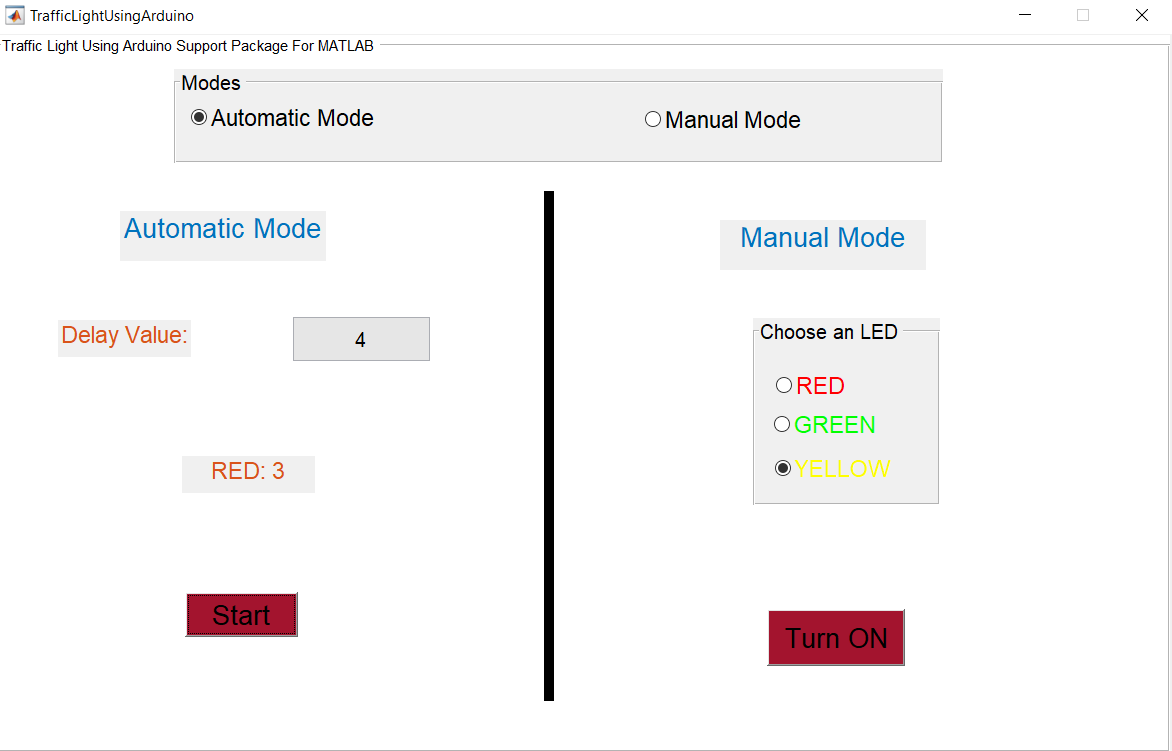 TrafficLightUsingArduino
Traffic Light Using Arduino Support Package For MATLAB
Modes
Automatic Mode
Manual Mode
Automatic Mode
Delay Value:
4
RED: 3
Start
Manual Mode
Choose an LED
RED
GREEN
YELLOW
Turn ON